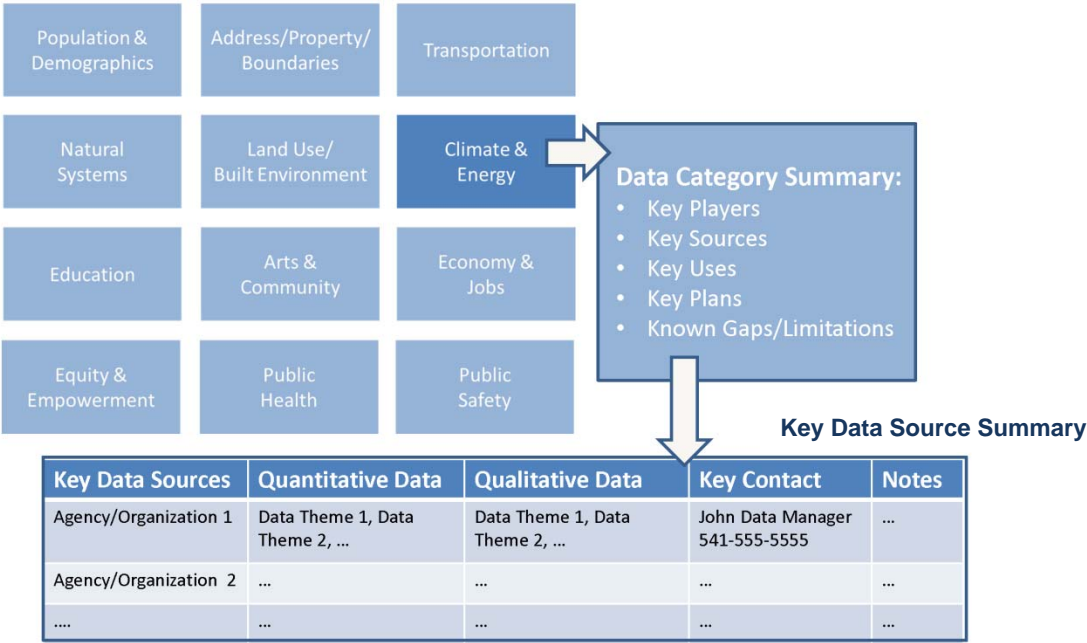 Population &
Demographics
Address/Property/
Boundaries
Transportation
Natural
Systems
Land Use/
Built Environment
Climate &
Energy
Education
Arts &
Community
Economy &
Jobs
Equity &
Empowerment
Public
Health
Public
Safety
Data Category Summary:
• Key Players
• Key Sources
• Key Uses
• Key Plans
• Known Gaps/Limitations
Key Data Source Summary
Key Data Sources Quantitative Data Qualitative Data Key Contact Notes
Agency/Organization 1 Data Theme 1, Data Data Theme 1, Data John Data Manager ...
Theme 2, ... Theme 2, ... 541-555-5555
Agency/Organization 2 ... ... ... ...
.... ... ... ... ...